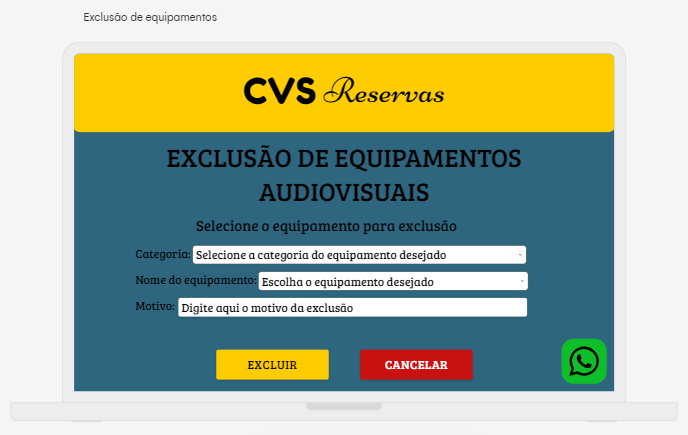 Exclusão de equipamentos
CVS Reservas
EXCLUSÃO DE EQUIPAMENTOS
AUDIOVISUAIS
Selecione o equipamento para exclusão
Categoria: Selecione a categoria do equipamento desejado
Nome do equipamento: Escolha o equipamento desejado
Motivo: Digite aqui o motivo da exclusão
EXCLUIR CANCELAR